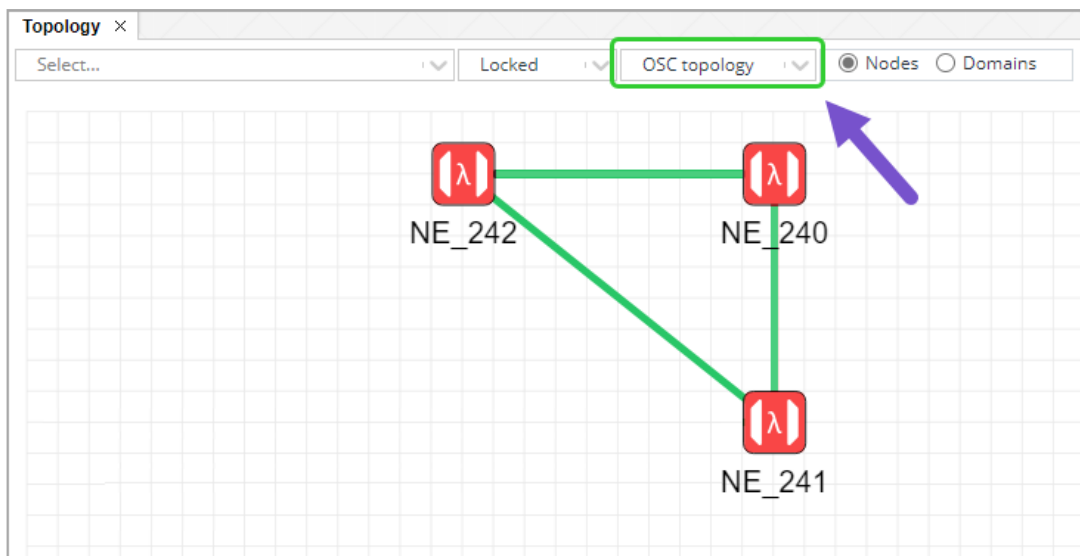 Topology ×
Select... Locked OSC topology Nodes Domains
λ λ
NE_242 NE_240
λ
NE_241